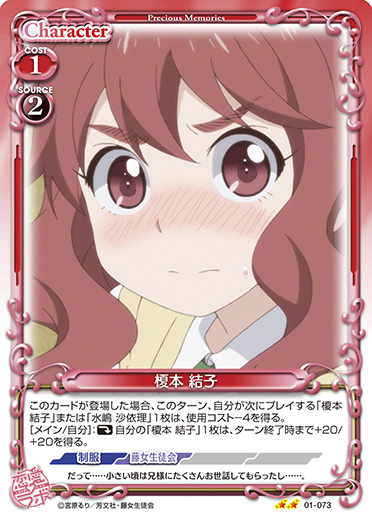 Precious Memories
Character
COST
1
SOURCE
2
榎本 結子
このカードが登場した場合、このターン、自分が次にプレイする「榎本
結子」または「水嶋 沙依理」1枚は、使用コスト－4を得る。
[メイン/自分]: 自分の「榎本 結子」1枚は、ターン終了時まで+20/
+20を得る。
制服 藤女生徒会
だって……小さい頃は兄様にたくさんお世話してもらったし……。
恋愛ラボ
©宮原るり/芳文社・藤女生徒会
01-073